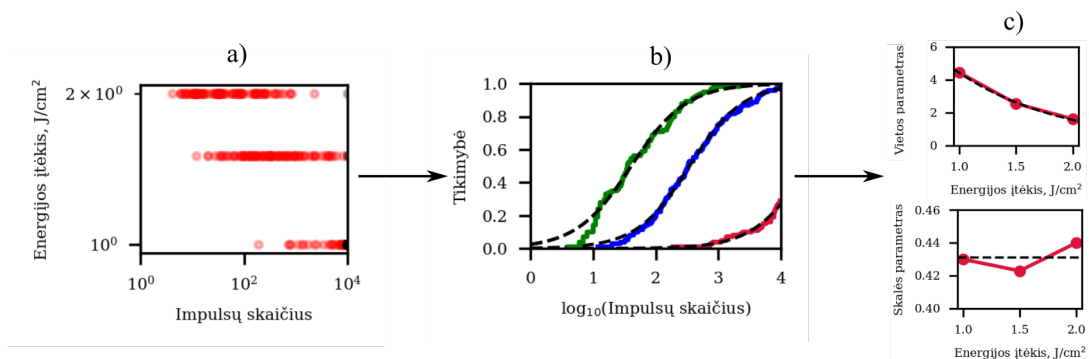 a)
Energijos įtėkis, J/cm²
2 × 10⁰
10⁰
10⁰ 10² 10⁴
Impulsų skaičius
b)
Tikimybė
1.0
0.8
0.6
0.4
0.2
0.0
0 1 2 3 4
log₁₀(Impulsų skaičius)
c)
Vietos parametras
6
4
2
0
1.0 1.5 2.0
Energijos įtėkis, J/cm²
Skalės parametras
0.46
0.44
0.42
0.40
1.0 1.5 2.0
Energijos įtėkis, J/cm²